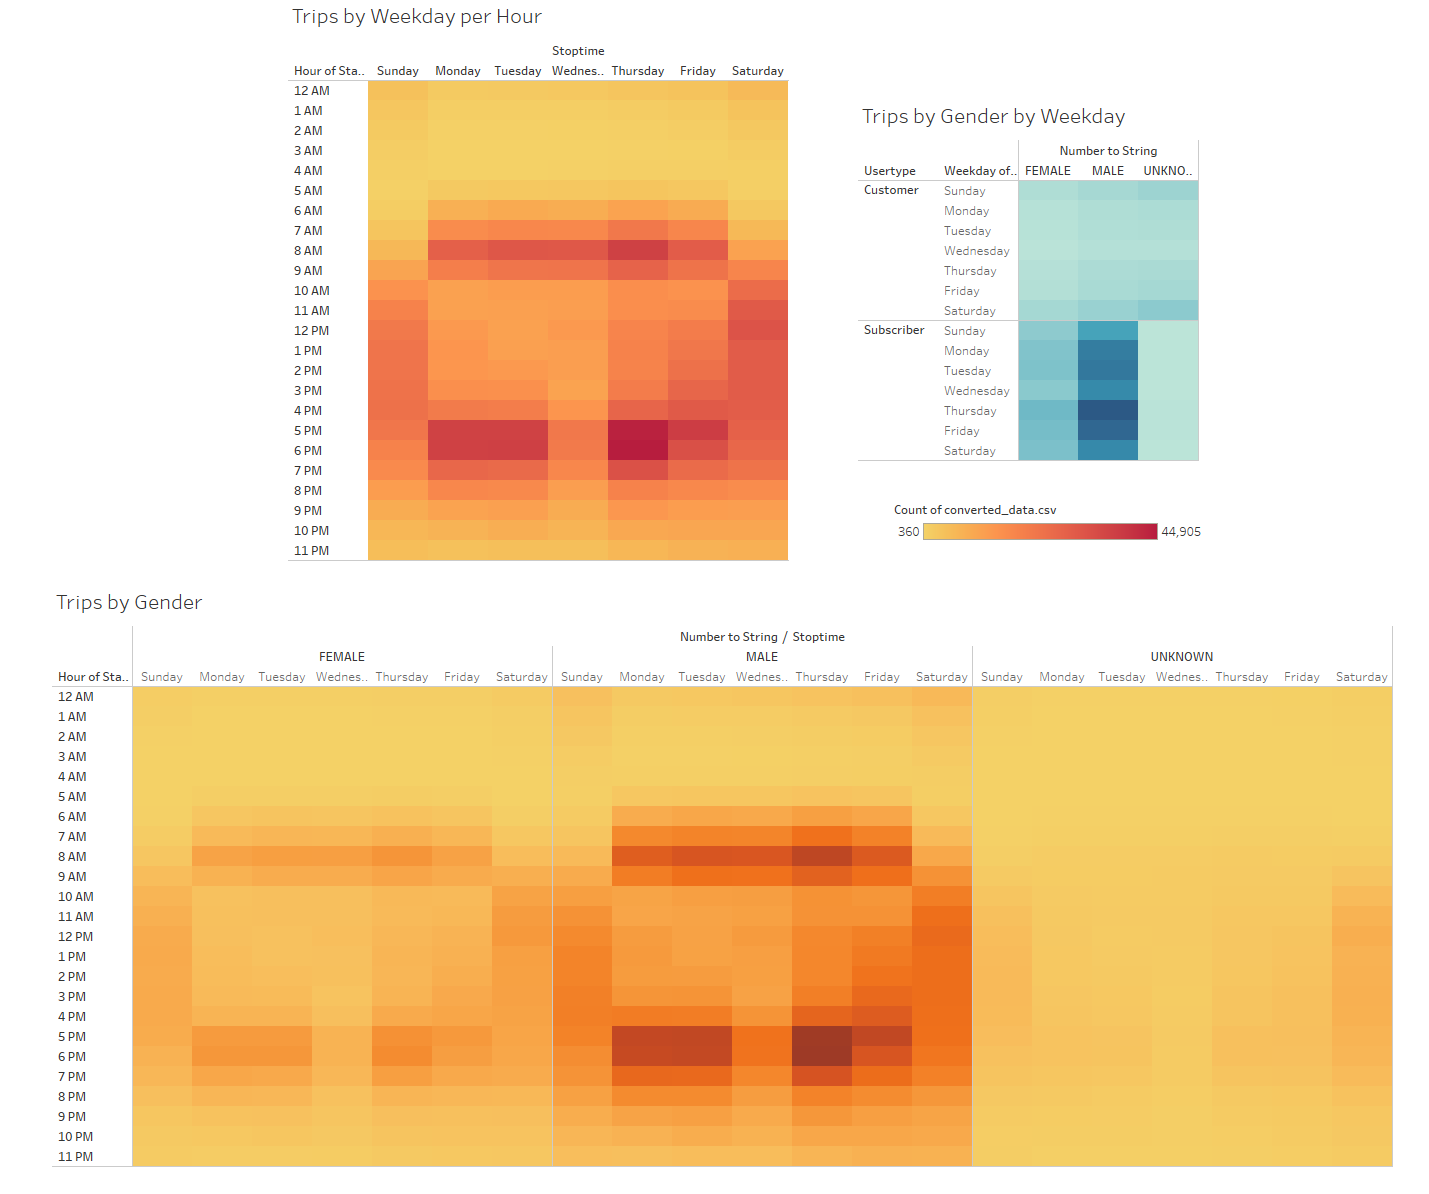 Trips by Weekday per Hour
Stoptime
Hour of Sta.. Sunday Monday Tuesday Wednes.. Thursday Friday Saturday
12 AM
1 AM
2 AM
3 AM
4 AM
5 AM
6 AM
7 AM
8 AM
9 AM
10 AM
11 AM
12 PM
1 PM
2 PM
3 PM
4 PM
5 PM
6 PM
7 PM
8 PM
9 PM
10 PM
11 PM
Trips by Gender by Weekday
Number to String
Usertype Weekday of.. FEMALE MALE UNKNO..
Customer Sunday
Monday
Tuesday
Wednesday
Thursday
Friday
Saturday
Subscriber Sunday
Monday
Tuesday
Wednesday
Thursday
Friday
Saturday
Count of converted_data.csv
360 44,905
Trips by Gender
Number to String / Stoptime
FEMALE MALE UNKNOWN
Hour of Sta.. Sunday Monday Tuesday Wednes.. Thursday Friday Saturday Sunday Monday Tuesday Wednes.. Thursday Friday Saturday Sunday Monday Tuesday Wednes.. Thursday Friday Saturday
12 AM
1 AM
2 AM
3 AM
4 AM
5 AM
6 AM
7 AM
8 AM
9 AM
10 AM
11 AM
12 PM
1 PM
2 PM
3 PM
4 PM
5 PM
6 PM
7 PM
8 PM
9 PM
10 PM
11 PM